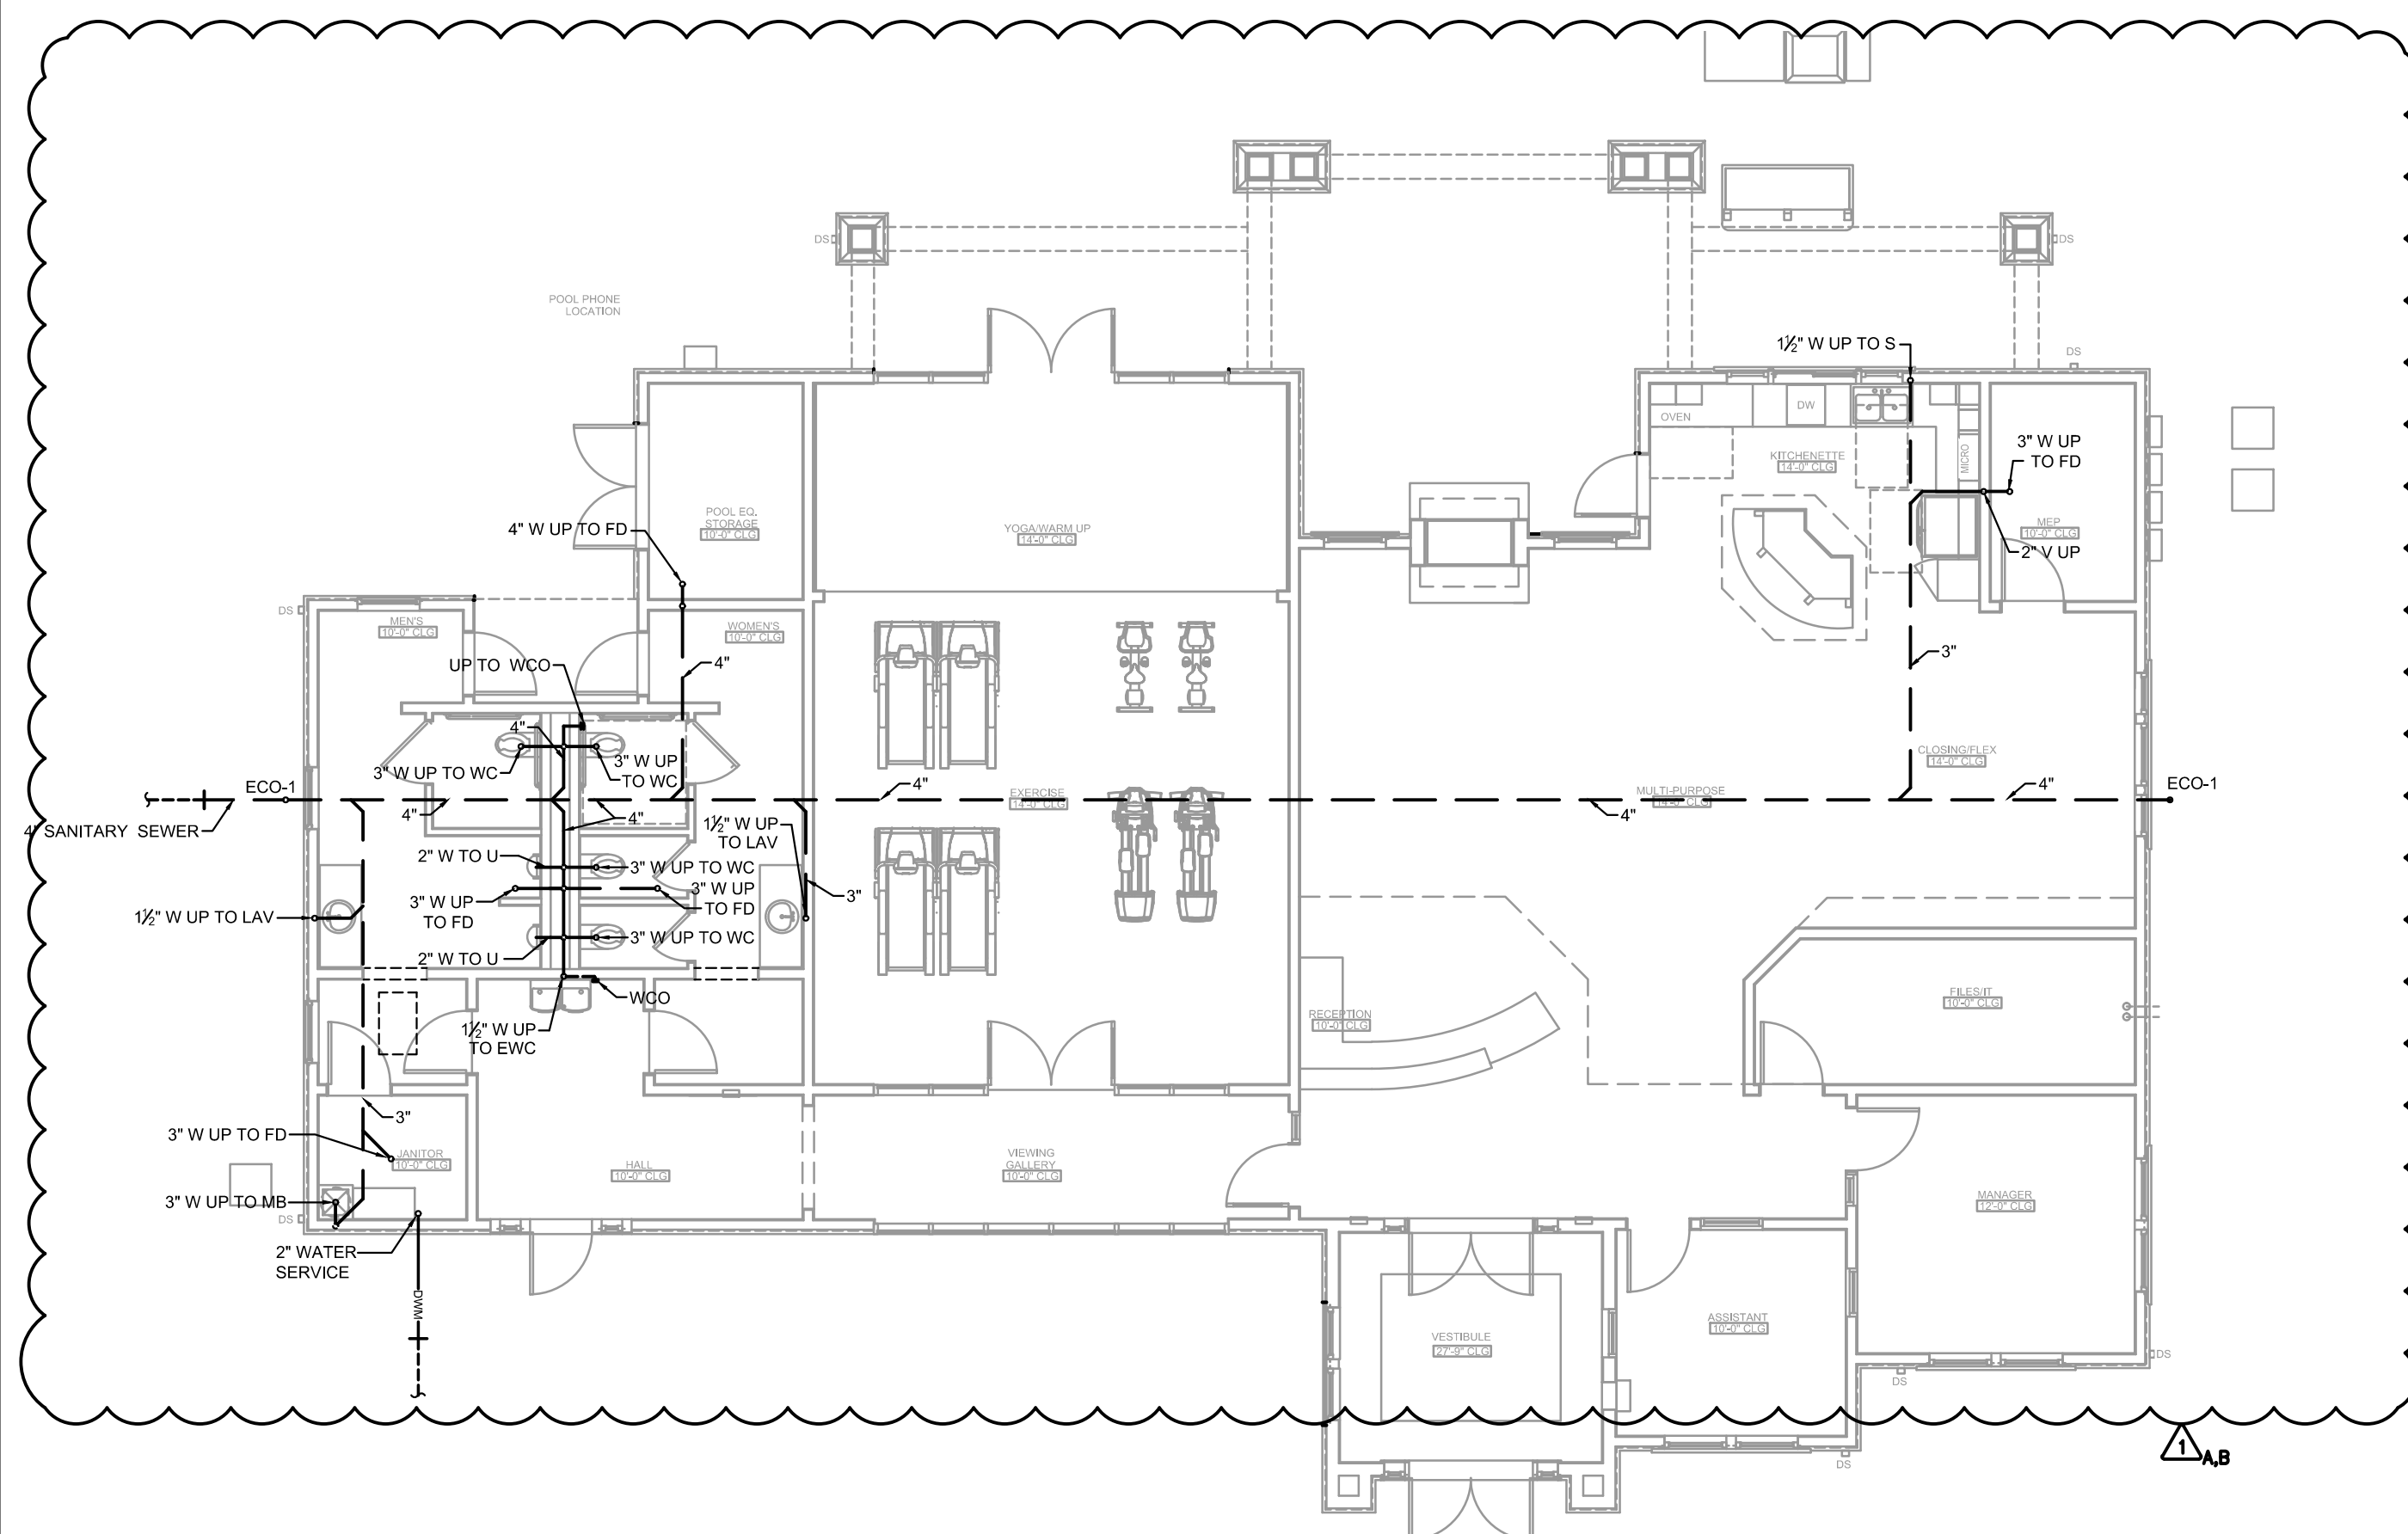 POOL PHONE
LOCATION
DS
DS
DS
1½" W UP TO S
OVEN
DW
KITCHENETTE
14'-0" CLG
MICRO
3" W UP
TO FD
MEP
10'-0" CLG
2" V UP
POOL EQ.
STORAGE
10'-0" CLG
4" W UP TO FD
YOGA/WARM UP
14'-0" CLG
DS
MEN'S
10'-0" CLG
WOMEN'S
10'-0" CLG
UP TO WCO
4"
3"
4"
3" W UP TO WC
3" W UP
TO WC
CLOSING/FLEX
14'-0" CLG
ECO-1
4"
4"
EXERCISE
14'-0" CLG
MULTI-PURPOSE
14'-0" CLG
4"
4"
ECO-1
4" SANITARY SEWER
4"
1½" W UP
TO LAV
2" W TO U
3" W UP TO WC
3" W UP
TO FD
3" W UP
TO FD
3"
1½" W UP TO LAV
2" W TO U
3" W UP TO WC
WCO
1½" W UP
TO EWC
RECEPTION
10'-0" CLG
FILES/IT
10'-0" CLG
3"
3" W UP TO FD
JANITOR
10'-0" CLG
HALL
10'-0" CLG
VIEWING
GALLERY
10'-0" CLG
3" W UP TO MB
DS
MANAGER
12'-0" CLG
2" WATER
SERVICE
DWM
VESTIBULE
27'-9" CLG
ASSISTANT
10'-0" CLG
DS
DS
DS
1
A,B